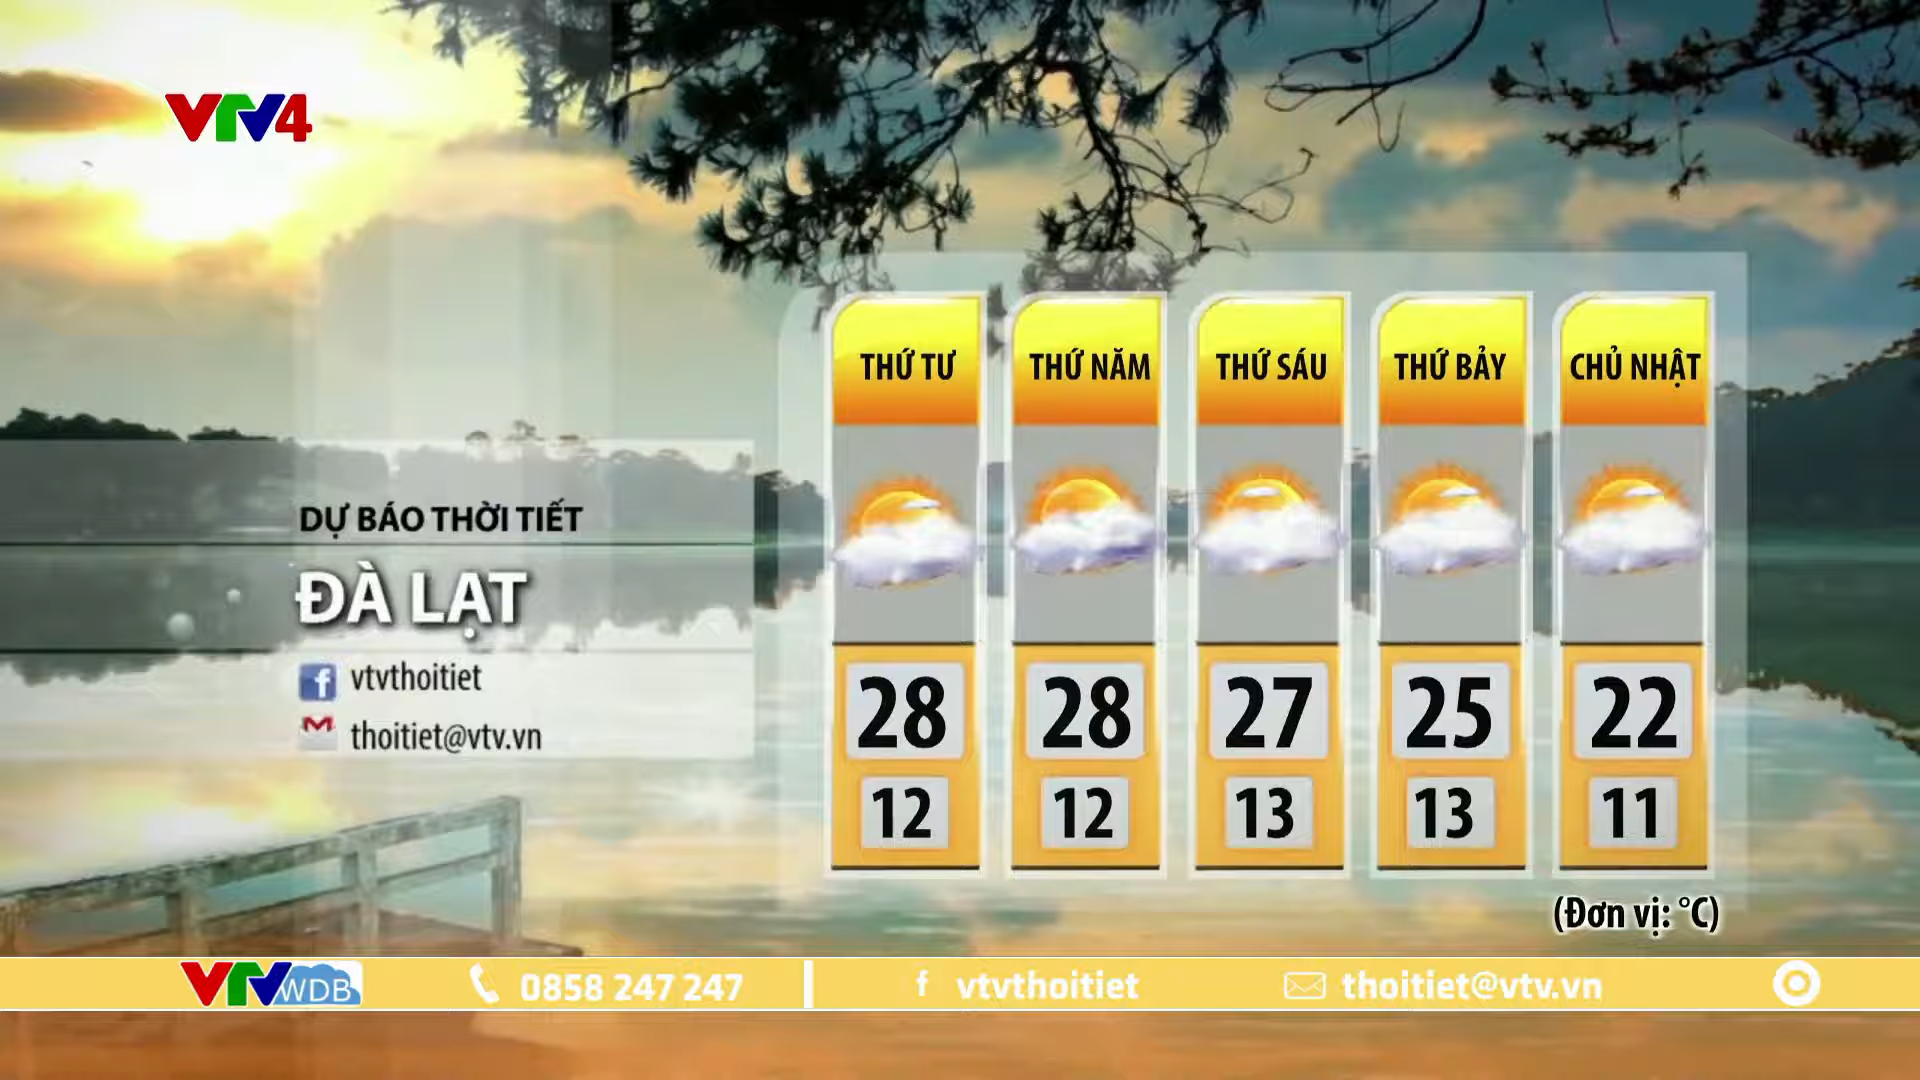 VTV4
THỨ TƯ
THỨ NĂM
THỨ SÁU
THỨ BẢY
CHỦ NHẬT
DỰ BÁO THỜI TIẾT
ĐÀ LẠT
vtvthoitiet
thoitiet@vtv.vn
28 28 27 25 22
12 12 13 13 11
(Đơn vị: °C)
VTV WDB 0858 247 247 vtvthoitiet thoitiet@vtv.vn